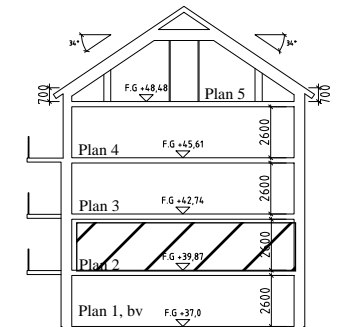 34°
34°
F.G +48,48
700
Plan 5
700
F.G +45,61
2600
Plan 4
F.G +42,74
2600
Plan 3
F.G +39,87
2600
Plan 2
Plan 1, bv
F.G +37,0
2600